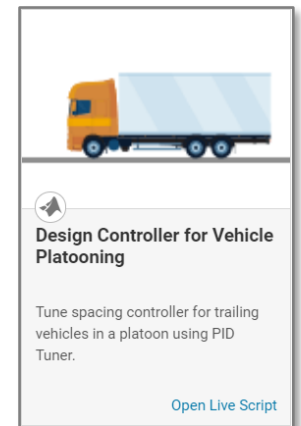 Design Controller for Vehicle
Platooning
Tune spacing controller for trailing
vehicles in a platoon using PID
Tuner.
Open Live Script